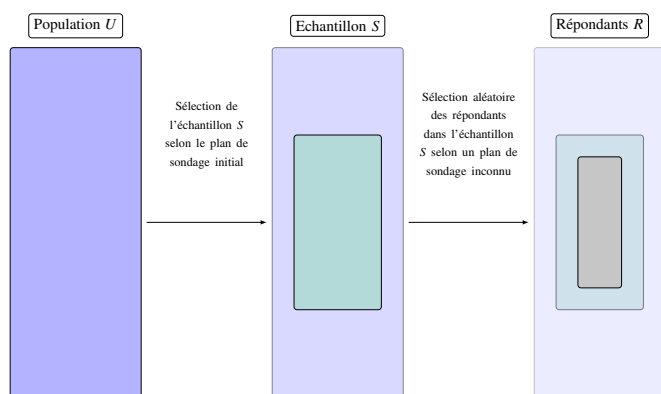 Population U
Echantillon S
Répondants R
Sélection de
l'échantillon S
selon le plan de
sondage initial
Sélection aléatoire
des répondants
dans l'échantillon
S selon un plan de
sondage inconnu